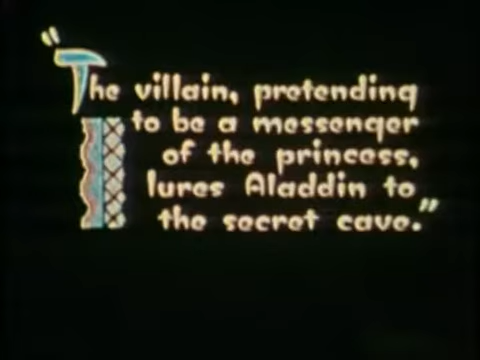 "The villain, pretending
to be a messenger
of the princess,
lures Aladdin to
the secret cave."